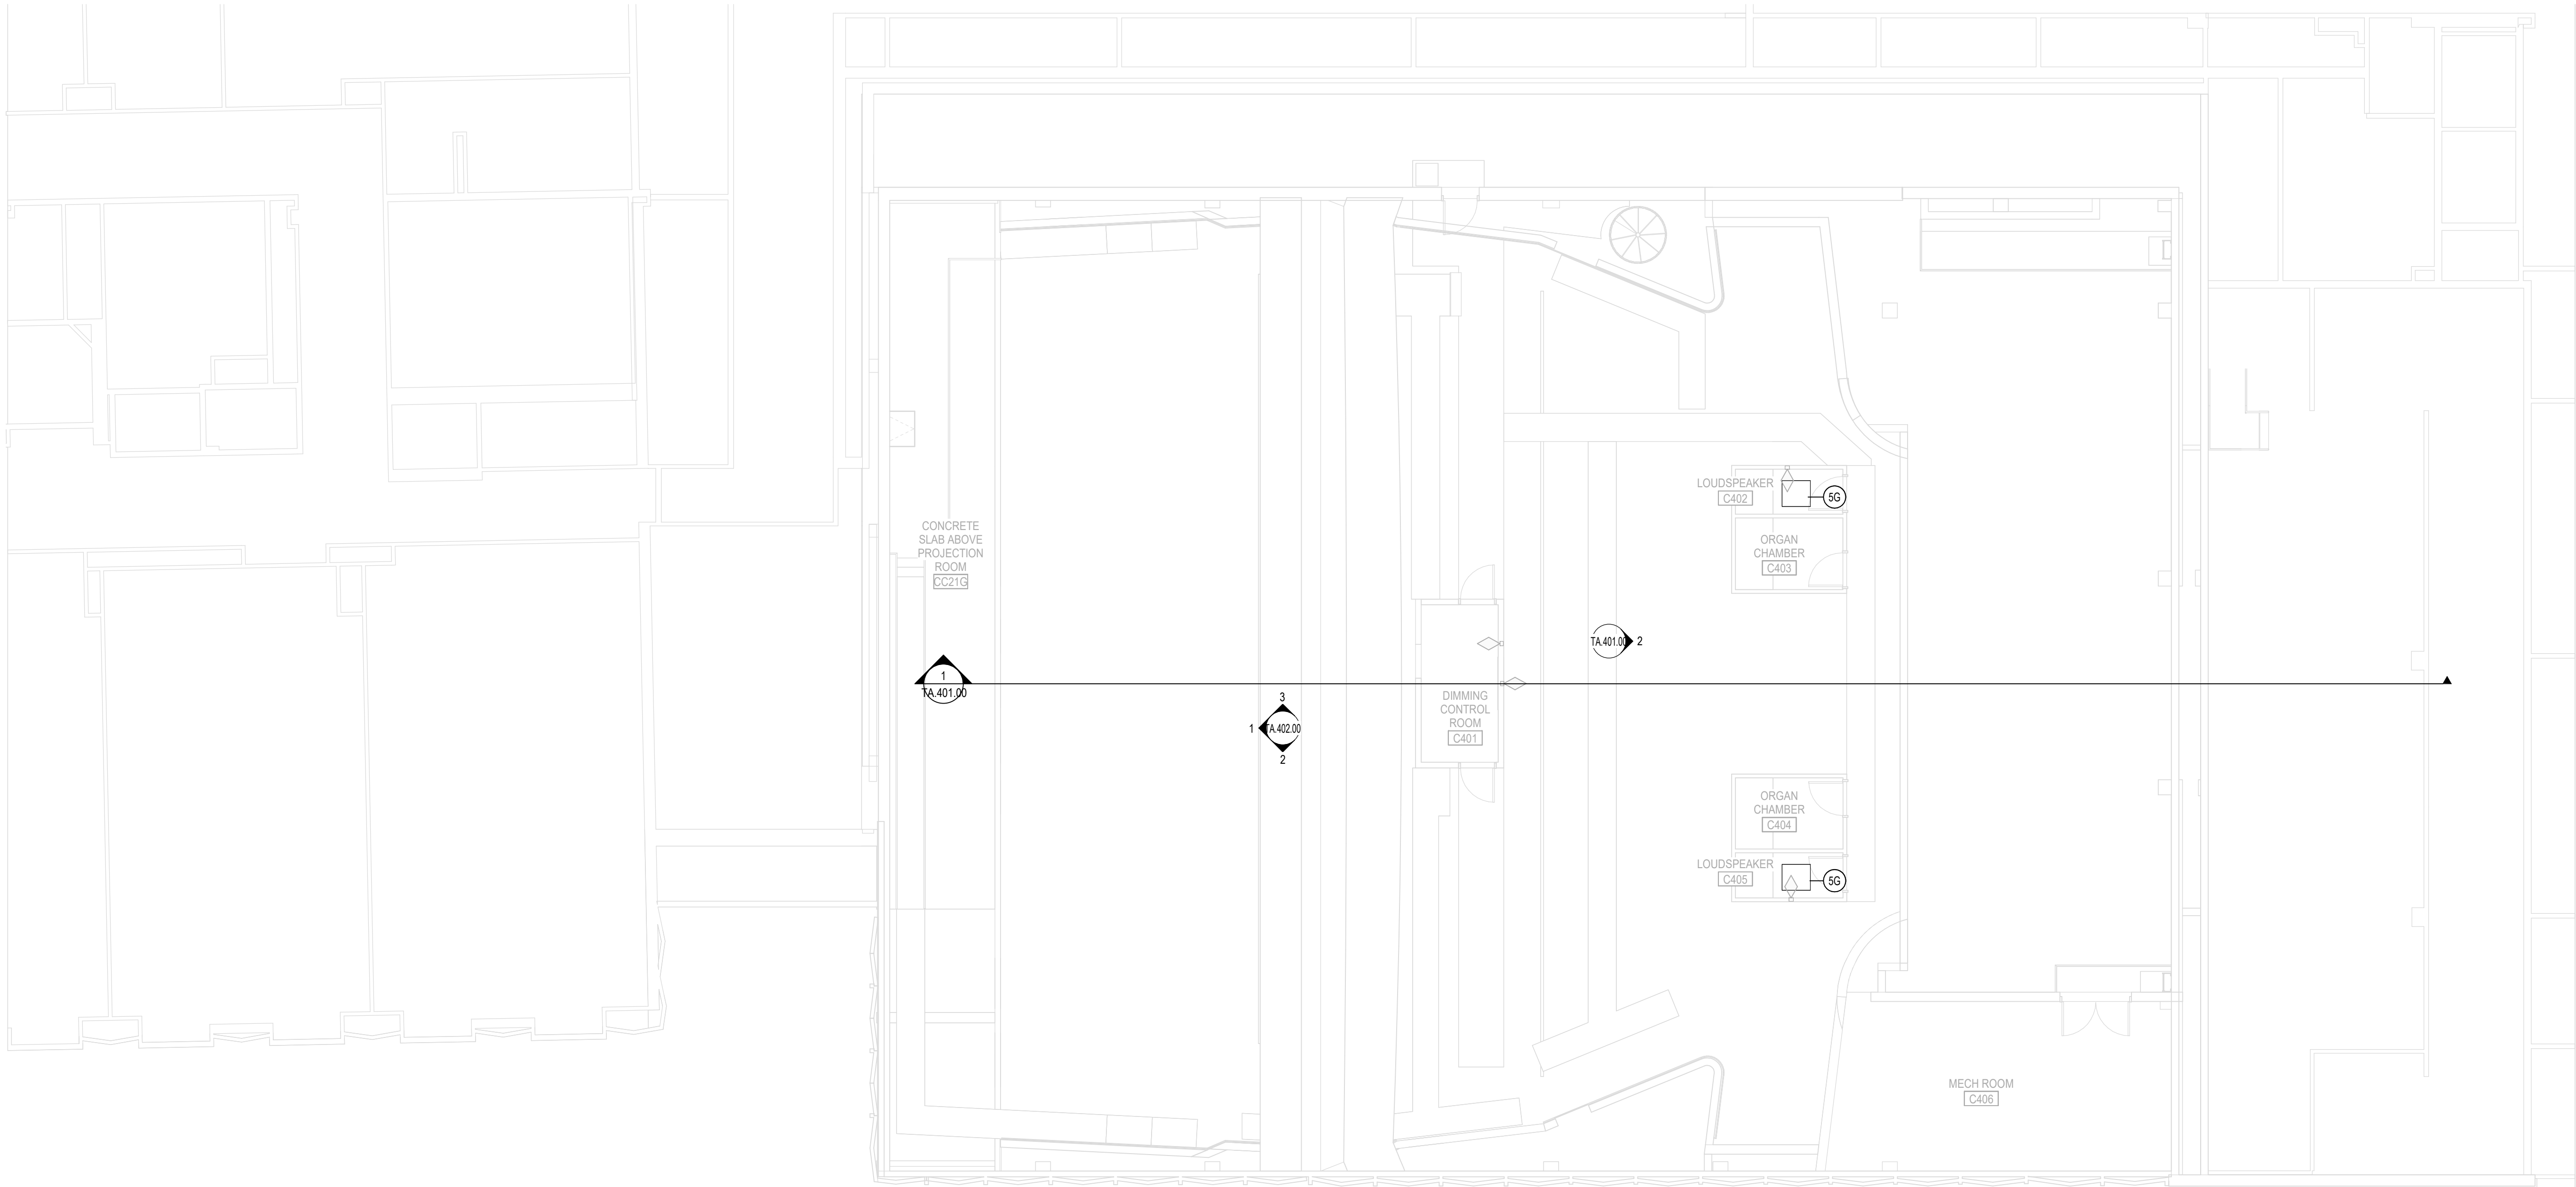 LOUDSPEAKER
C402
5G
CONCRETE
SLAB ABOVE
PROJECTION
ROOM
CC21G
ORGAN
CHAMBER
C403
TA.401.00
2
1
TA.401.00
DIMMING
CONTROL
ROOM
C401
3
1
TA.402.00
2
ORGAN
CHAMBER
C404
LOUDSPEAKER
C405
5G
MECH ROOM
C406